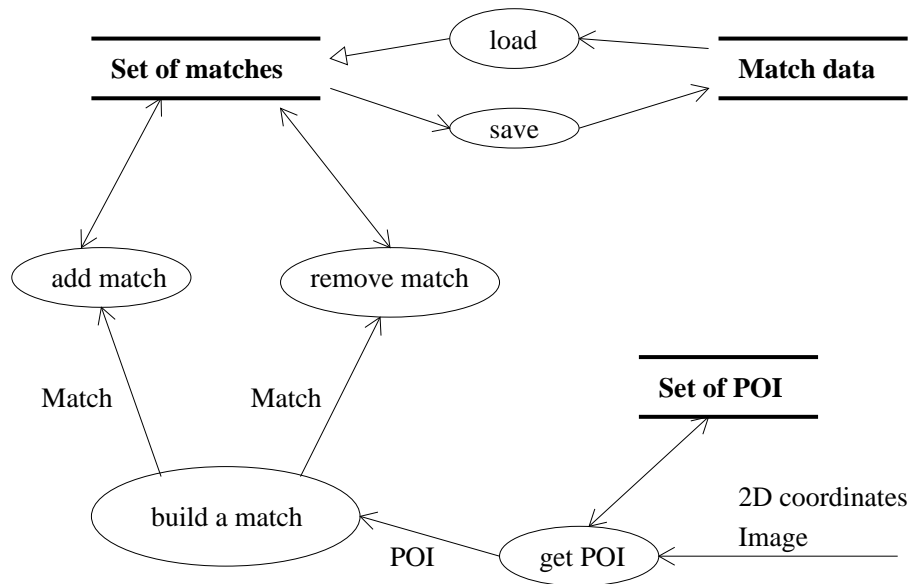 load
Set of matches
Match data
save
add match
remove match
Match
Match
Set of POI
build a match
2D coordinates
Image
POI
get POI